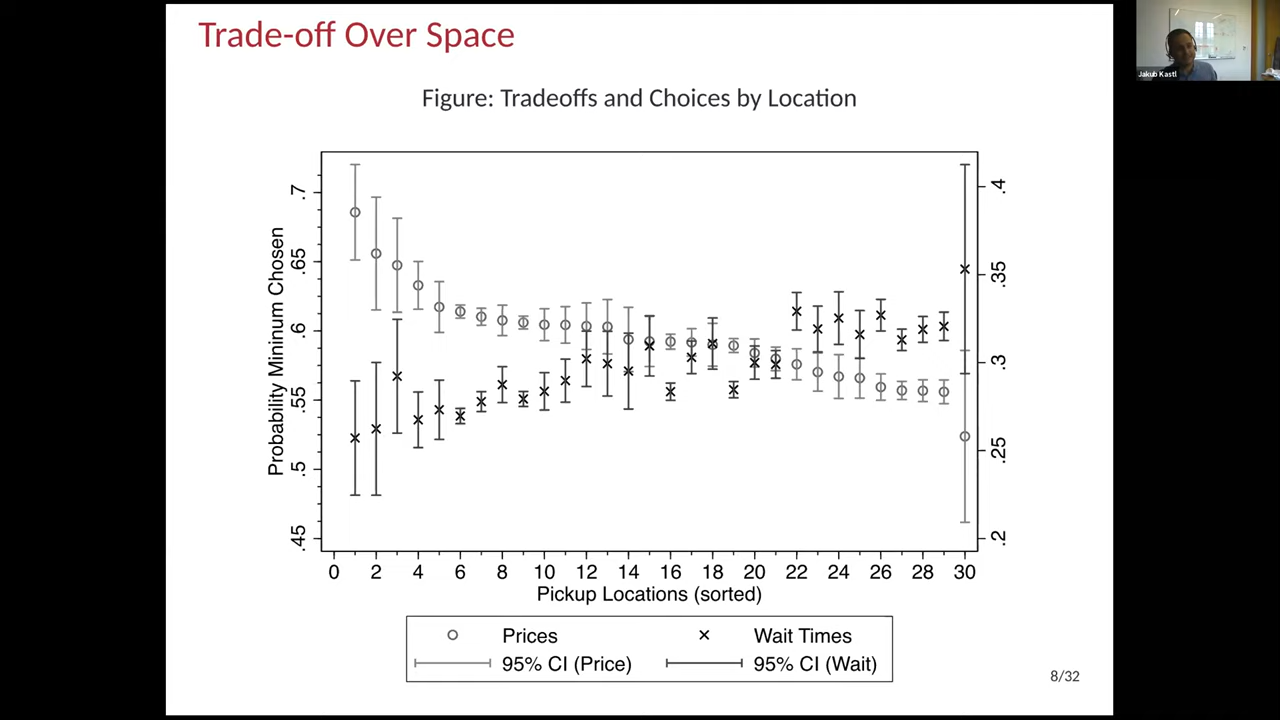 Trade-off Over Space
Jakub Kastl
Figure: Tradeoffs and Choices by Location
Probability Mininum Chosen
.7
.65
.6
.55
.5
.45
.4
.35
.3
.25
.2
0 2 4 6 8 10 12 14 16 18 20 22 24 26 28 30
Pickup Locations (sorted)
Prices Wait Times
95% CI (Price) 95% CI (Wait)
8/32